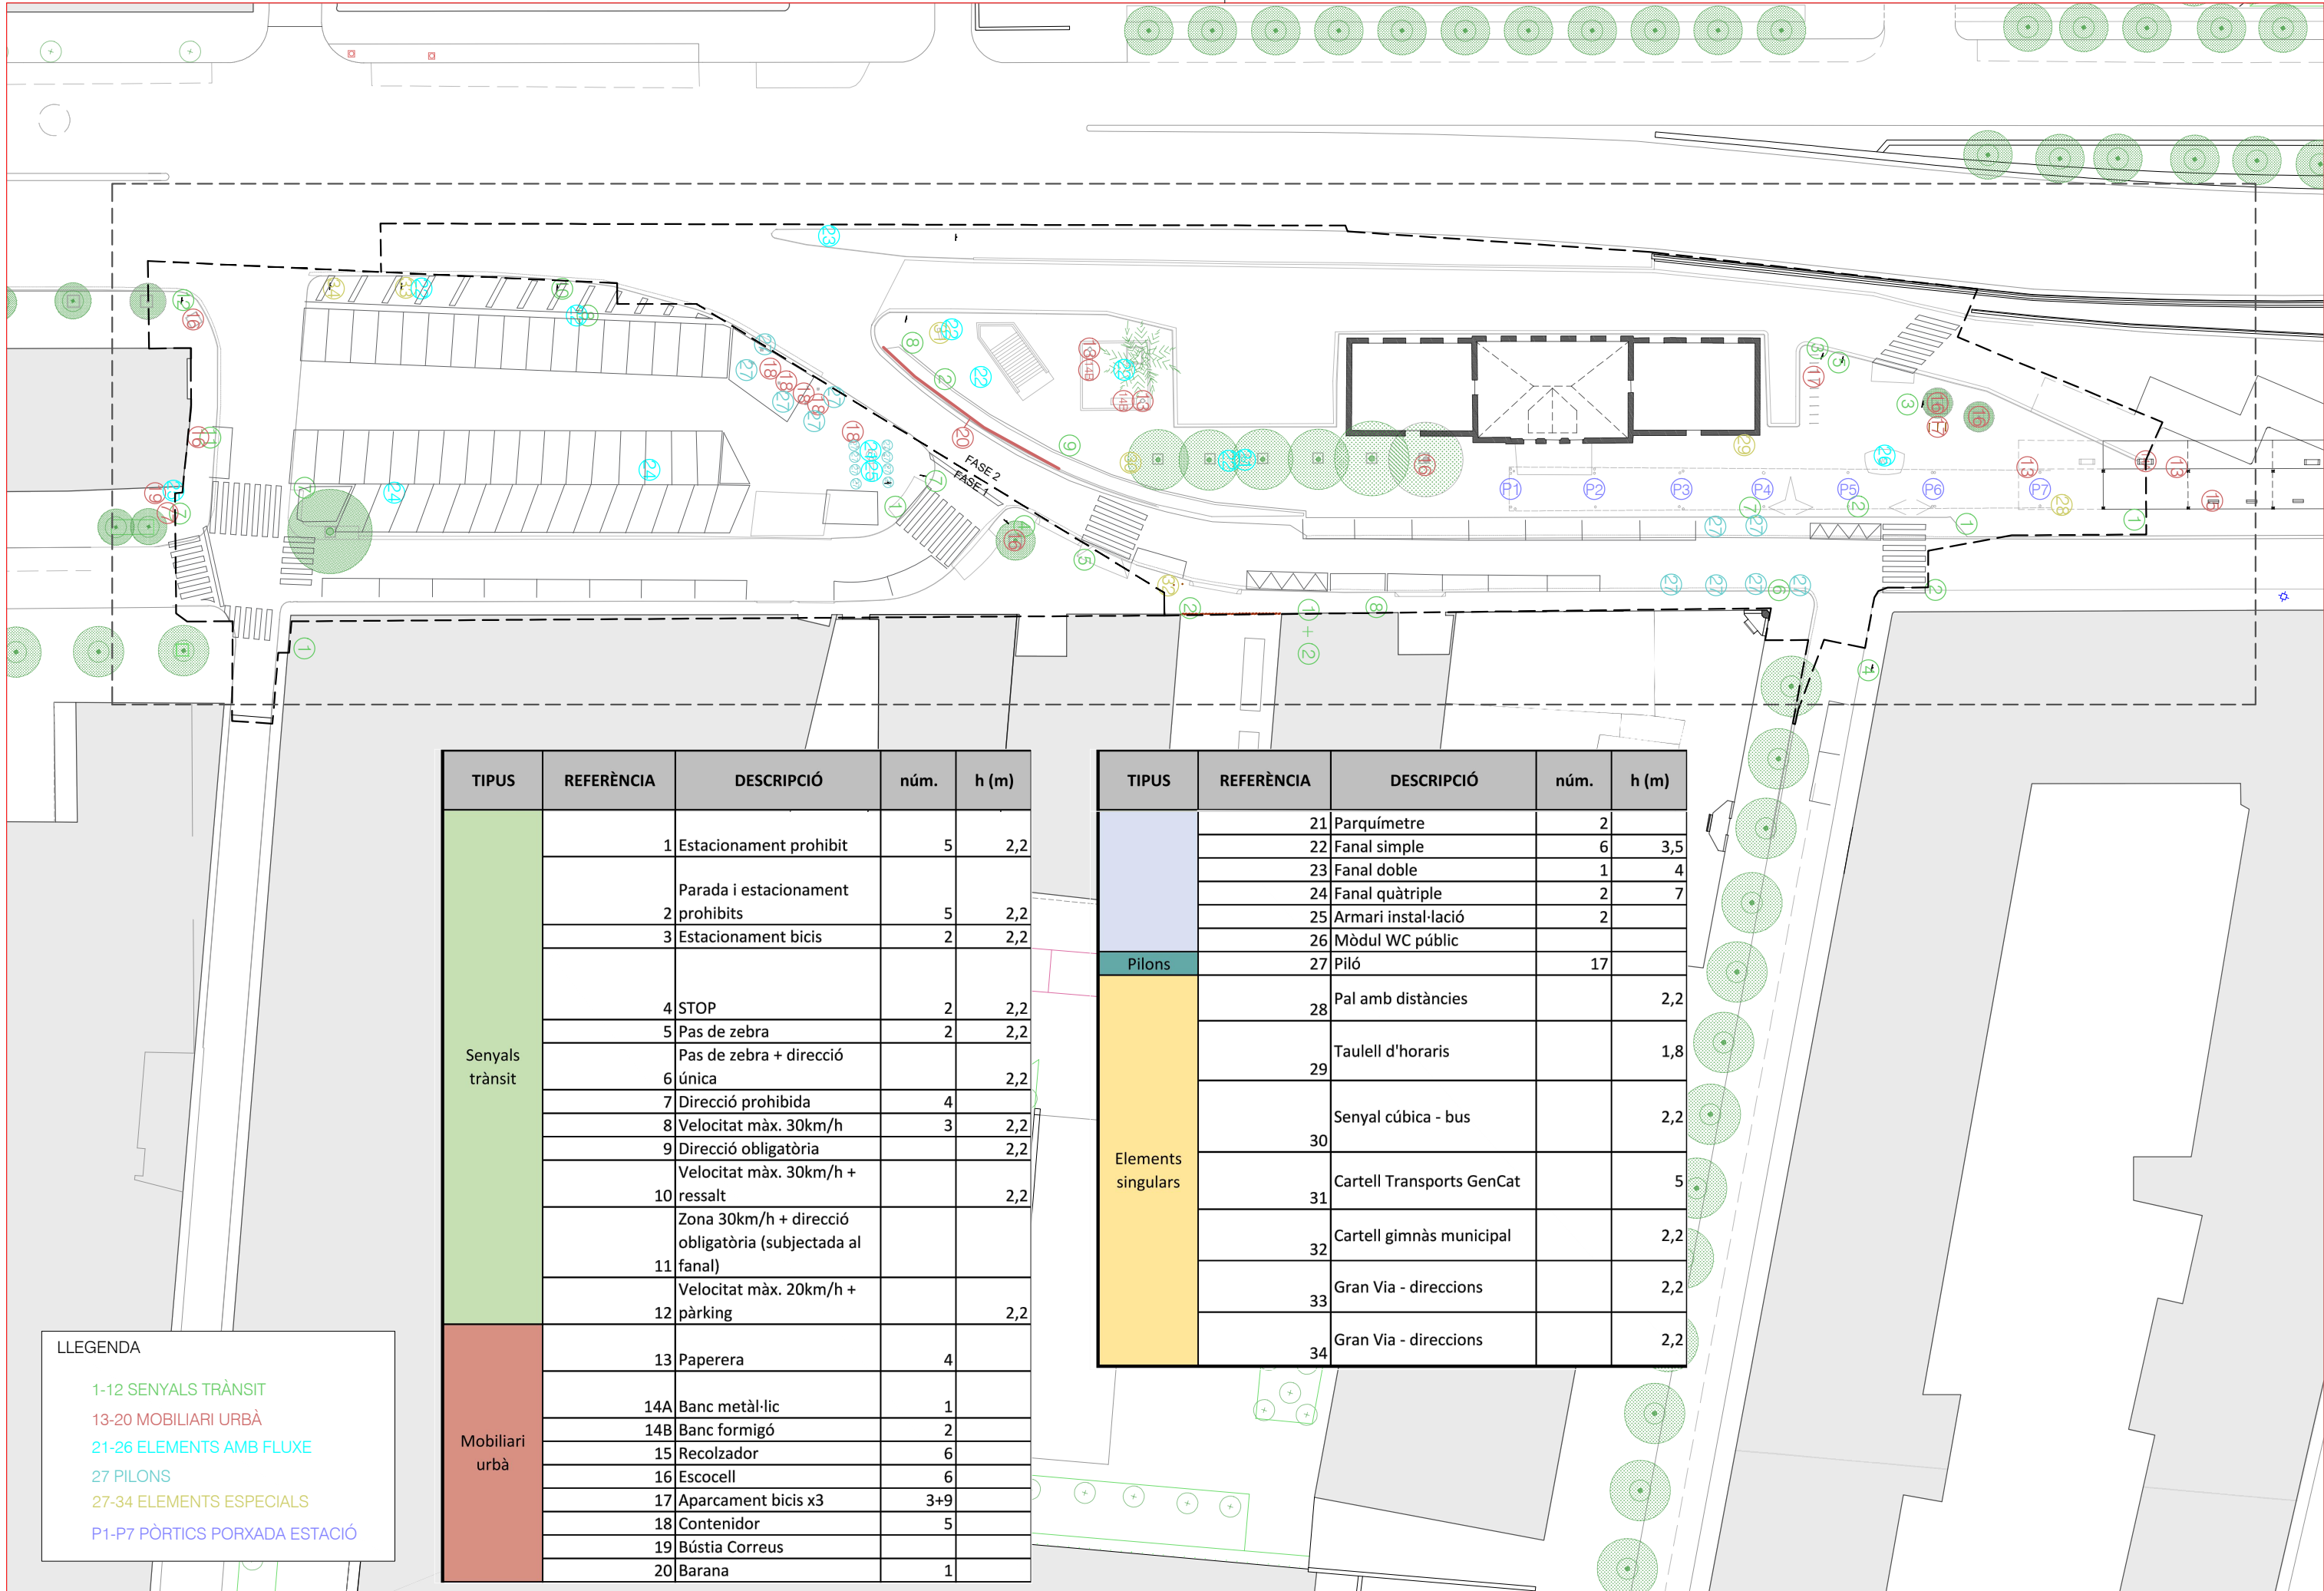 FASE 2
FASE 1
P1
P2
P3
P4
P5
P6
P7
1
+
2
TIPUS REFERÈNCIA DESCRIPCIÓ núm. h (m)
Senyals
trànsit
1 Estacionament prohibit 5 2,2
Parada i estacionament
2 prohibits 5 2,2
3 Estacionament bicis 2 2,2
4 STOP 2 2,2
5 Pas de zebra 2 2,2
Pas de zebra + direcció
6 única 2,2
7 Direcció prohibida 4
8 Velocitat màx. 30km/h 3 2,2
9 Direcció obligatòria 2,2
Velocitat màx. 30km/h +
10 ressalt 2,2
Zona 30km/h + direcció
obligatòria (subjectada al
11 fanal)
Velocitat màx. 20km/h +
12 pàrking 2,2
Mobiliari
urbà
13 Paperera 4
14A Banc metàl·lic 1
14B Banc formigó 2
15 Recolzador 6
16 Escocell 6
17 Aparcament bicis x3 3+9
18 Contenidor 5
19 Bústia Correus
20 Barana 1
TIPUS REFERÈNCIA DESCRIPCIÓ núm. h (m)
21 Parquímetre 2
22 Fanal simple 6 3,5
23 Fanal doble 1 4
24 Fanal quàtriple 2 7
25 Armari instal·lació 2
26 Mòdul WC públic
Pilons 27 Piló 17
Elements
singulars
28 Pal amb distàncies 2,2
29 Taulell d'horaris 1,8
30 Senyal cúbica - bus 2,2
31 Cartell Transports GenCat 5
32 Cartell gimnàs municipal 2,2
33 Gran Via - direccions 2,2
34 Gran Via - direccions 2,2
LLEGENDA
1-12 SENYALS TRÀNSIT
13-20 MOBILIARI URBÀ
21-26 ELEMENTS AMB FLUXE
27 PILONS
27-34 ELEMENTS ESPECIALS
P1-P7 PÒRTICS PORXADA ESTACIÓ